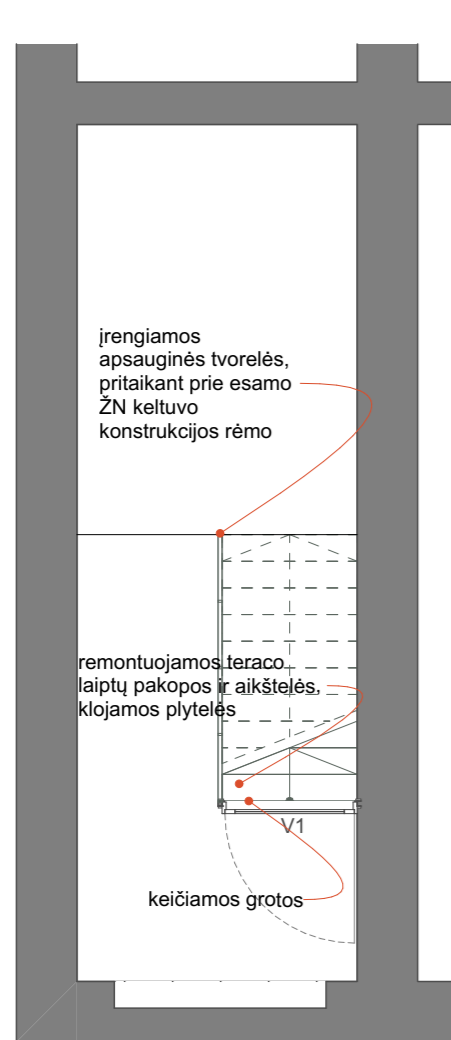 įrengiamos
apsauginės tvorelės,
pritaikant prie esamo
ŽN keltuvo
konstrukcijos rėmo
remontuojamos teraco
laiptų pakopos ir aikštelės,
klojamos plytelės
V1
keičiamos grotos